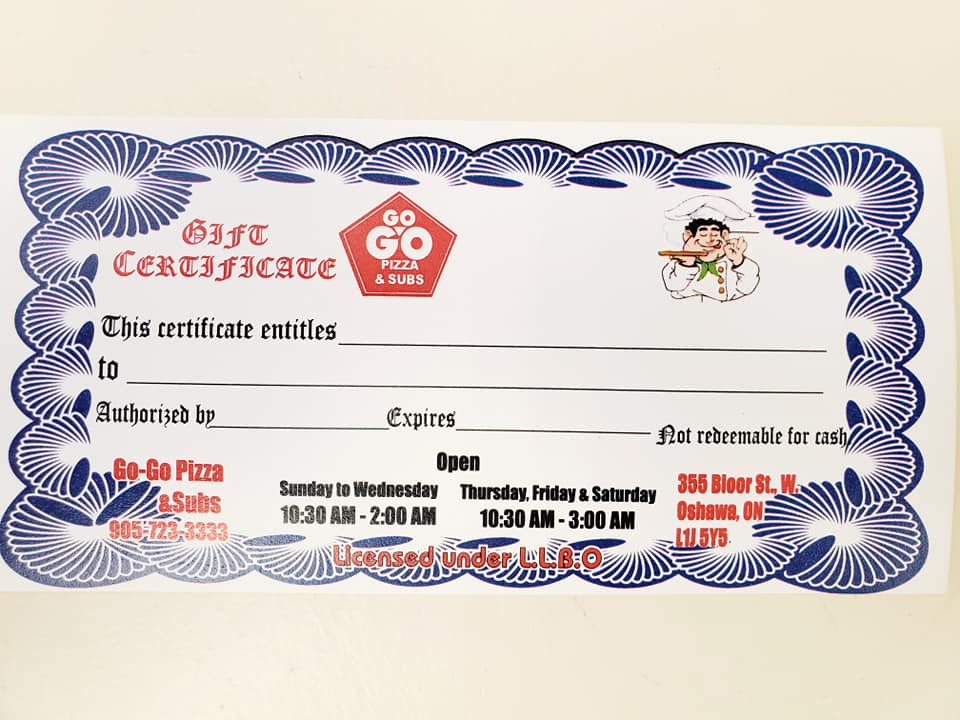 GIFT
CERTIFICATE
GO
GO
PIZZA
& SUBS
This certificate entitles
to
Authorized by Expires Not redeemable for cash
Open
Go-Go Pizza
&Subs
905-723-3333
Sunday to Wednesday
10:30 AM - 2:00 AM
Thursday, Friday & Saturday
10:30 AM - 3:00 AM
355 Bloor St., W.
Oshawa, ON
L1J 5Y5
Licensed under L.L.B.O